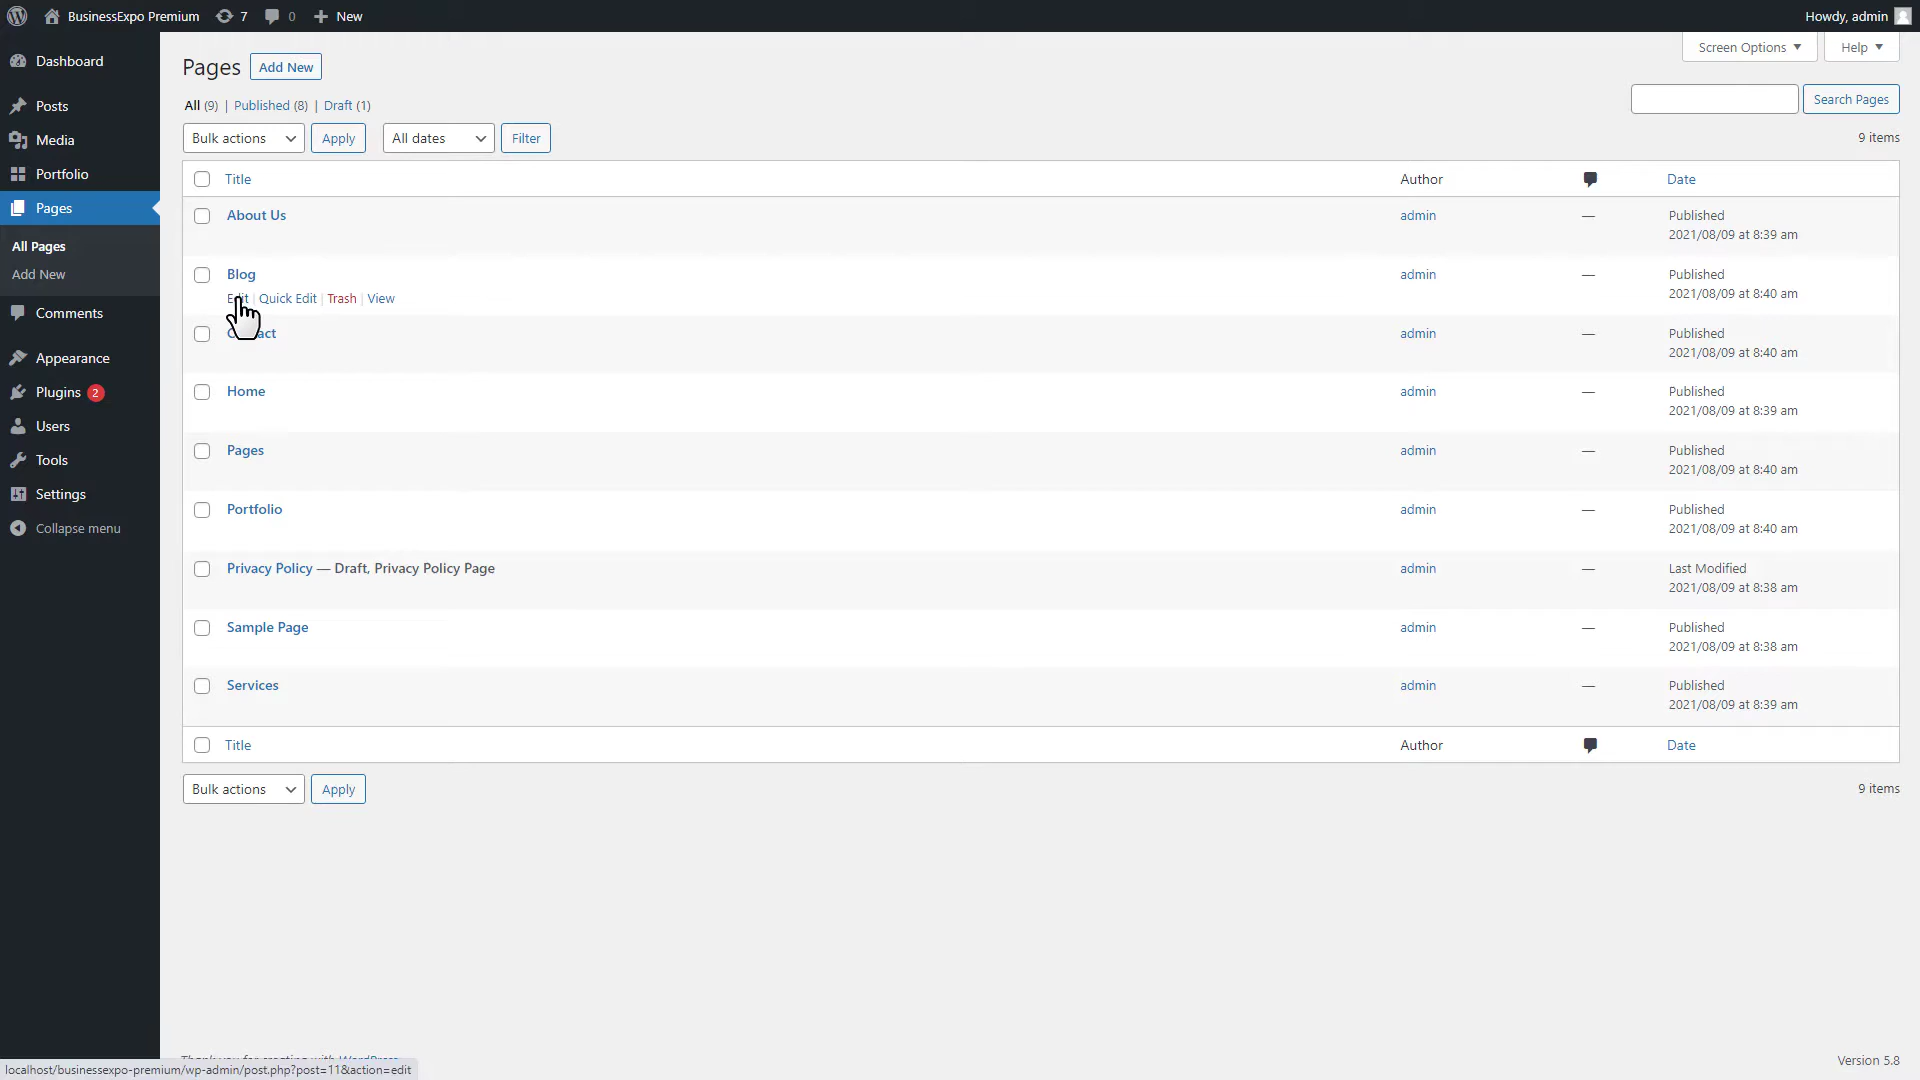 BusinessExpo Premium 7 0 New Howdy, admin
Screen Options Help
Dashboard
Posts
Media
Portfolio
Pages
All Pages
Add New
Comments
Appearance
Plugins 2
Users
Tools
Settings
Collapse menu
Pages Add New
All (9) | Published (8) | Draft (1)
Search Pages
Bulk actions Apply All dates Filter 9 items
Title Author Date
About Us admin — Published
2021/08/09 at 8:39 am
Blog admin — Published
Edit | Quick Edit | Trash | View 2021/08/09 at 8:40 am
Contact admin — Published
2021/08/09 at 8:40 am
Home admin — Published
2021/08/09 at 8:39 am
Pages admin — Published
2021/08/09 at 8:40 am
Portfolio admin — Published
2021/08/09 at 8:40 am
Privacy Policy — Draft, Privacy Policy Page admin — Last Modified
2021/08/09 at 8:38 am
Sample Page admin — Published
2021/08/09 at 8:38 am
Services admin — Published
2021/08/09 at 8:39 am
Title Author Date
Bulk actions Apply 9 items
Thank you for creating with WordPress. Version 5.8
localhost/businessexpo-premium/wp-admin/post.php?post=11&action=edit